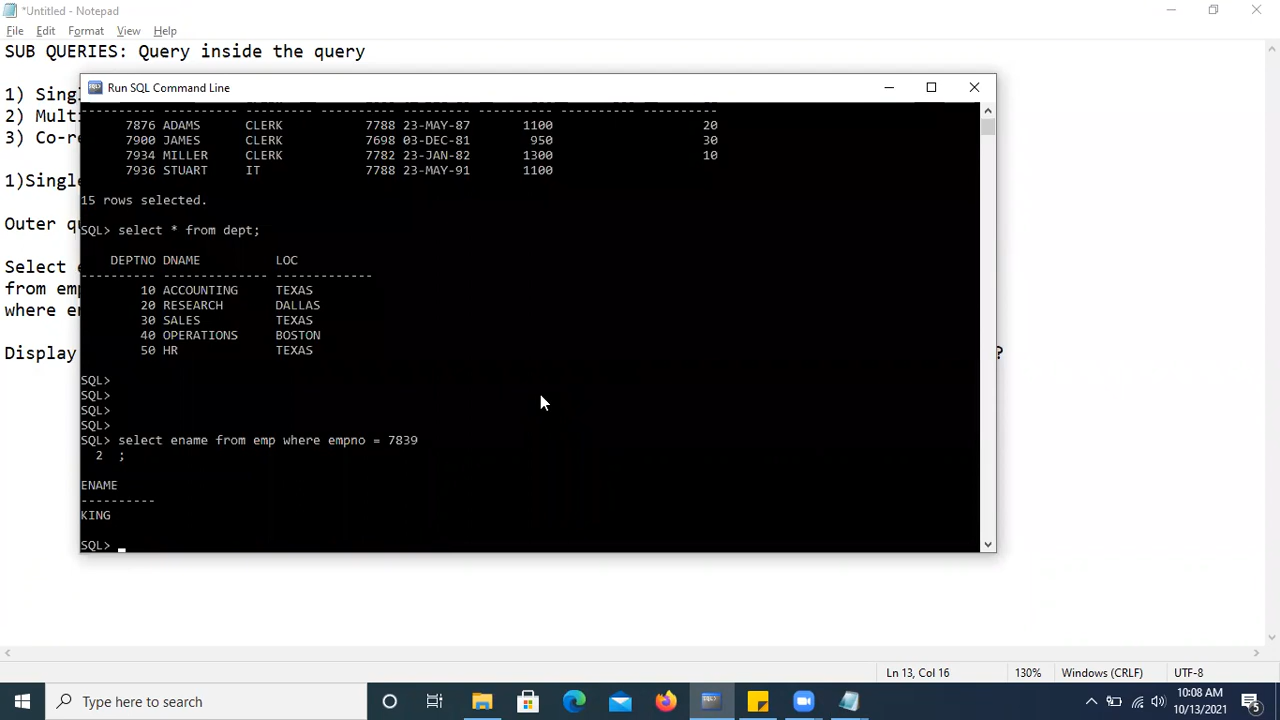 *Untitled - Notepad
File Edit Format View Help
SUB QUERIES: Query inside the query
1) Sing
2) Mult
3) Co-r
1)Singl
Outer q
Select
from em
where e
Display ?
Run SQL Command Line
7876 ADAMS CLERK 7788 23-MAY-87 1100 20
7900 JAMES CLERK 7698 03-DEC-81 950 30
7934 MILLER CLERK 7782 23-JAN-82 1300 10
7936 STUART IT 7788 23-MAY-91 1100
15 rows selected.
SQL> select * from dept;
DEPTNO DNAME LOC
---------- -------------- -------------
10 ACCOUNTING TEXAS
20 RESEARCH DALLAS
30 SALES TEXAS
40 OPERATIONS BOSTON
50 HR TEXAS
SQL>
SQL>
SQL>
SQL>
SQL> select ename from emp where empno = 7839
2 ;
ENAME
----------
KING
SQL>
Ln 13, Col 16 130% Windows (CRLF) UTF-8
Type here to search
10:08 AM
10/13/2021
5